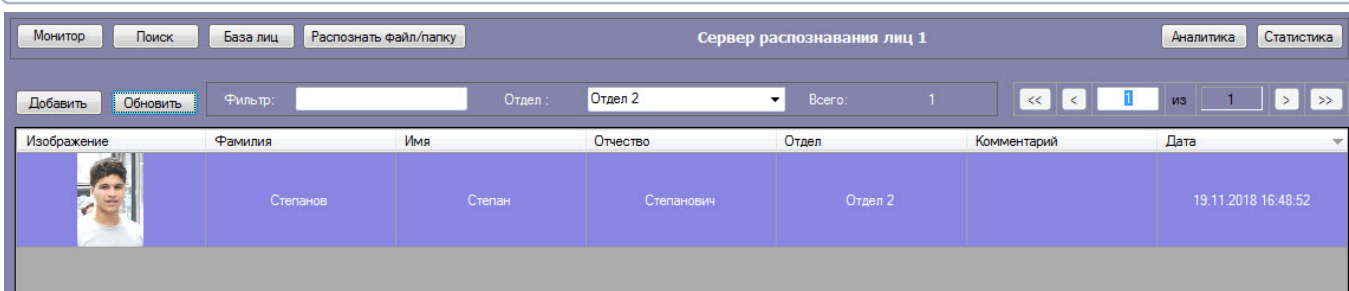 Монитор Поиск База лиц Распознать файл/папку Сервер распознавания лиц 1 Аналитика Статистика
Добавить Обновить Фильтр: Отдел : Отдел 2 Всего: 1 << < 1 из 1 > >>
Изображение Фамилия Имя Отчество Отдел Комментарий Дата
Степанов Степан Степанович Отдел 2 19.11.2018 16:48:52